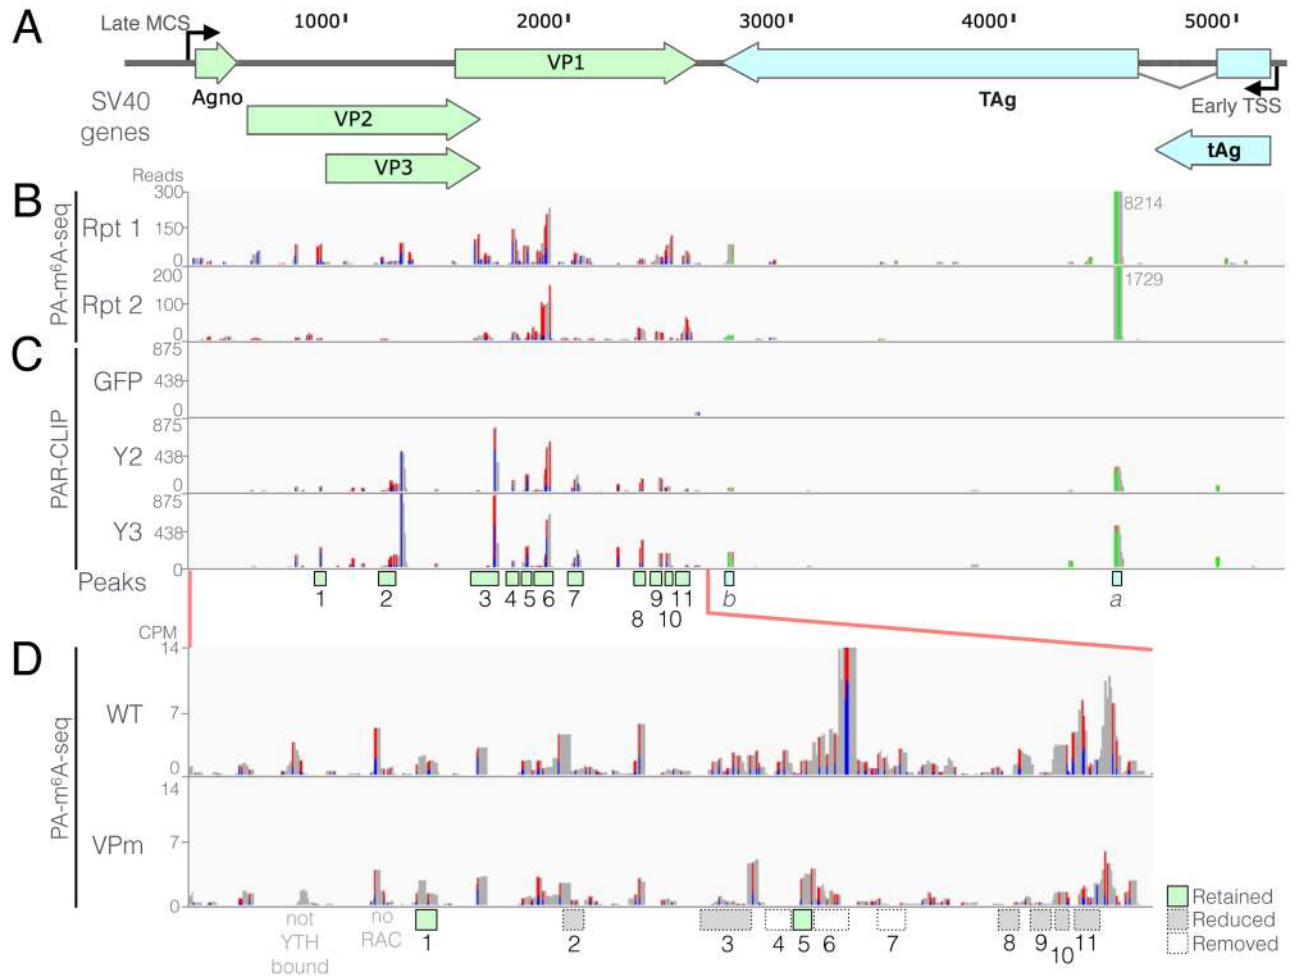 A
Late MCS
1000 2000 3000 4000 5000
VP1
Agno
TAg
Early TSS
SV40
genes
VP2
VP3
tAg
Reads
B
PA-m⁶A-seq
Rpt 1
300
150
0
8214
Rpt 2
200
100
0
1729
C
PAR-CLIP
GFP
875
438
0
Y2
875
438
0
Y3
875
438
0
Peaks
1 2 3 4 5 6 7 8 9 10 11 b a
CPM
D
PA-m⁶A-seq
WT
14
7
0
VPm
14
7
0
not
YTH
bound
no
RAC
1 2 3 4 5 6 7 8 9 10 11
Retained
Reduced
Removed